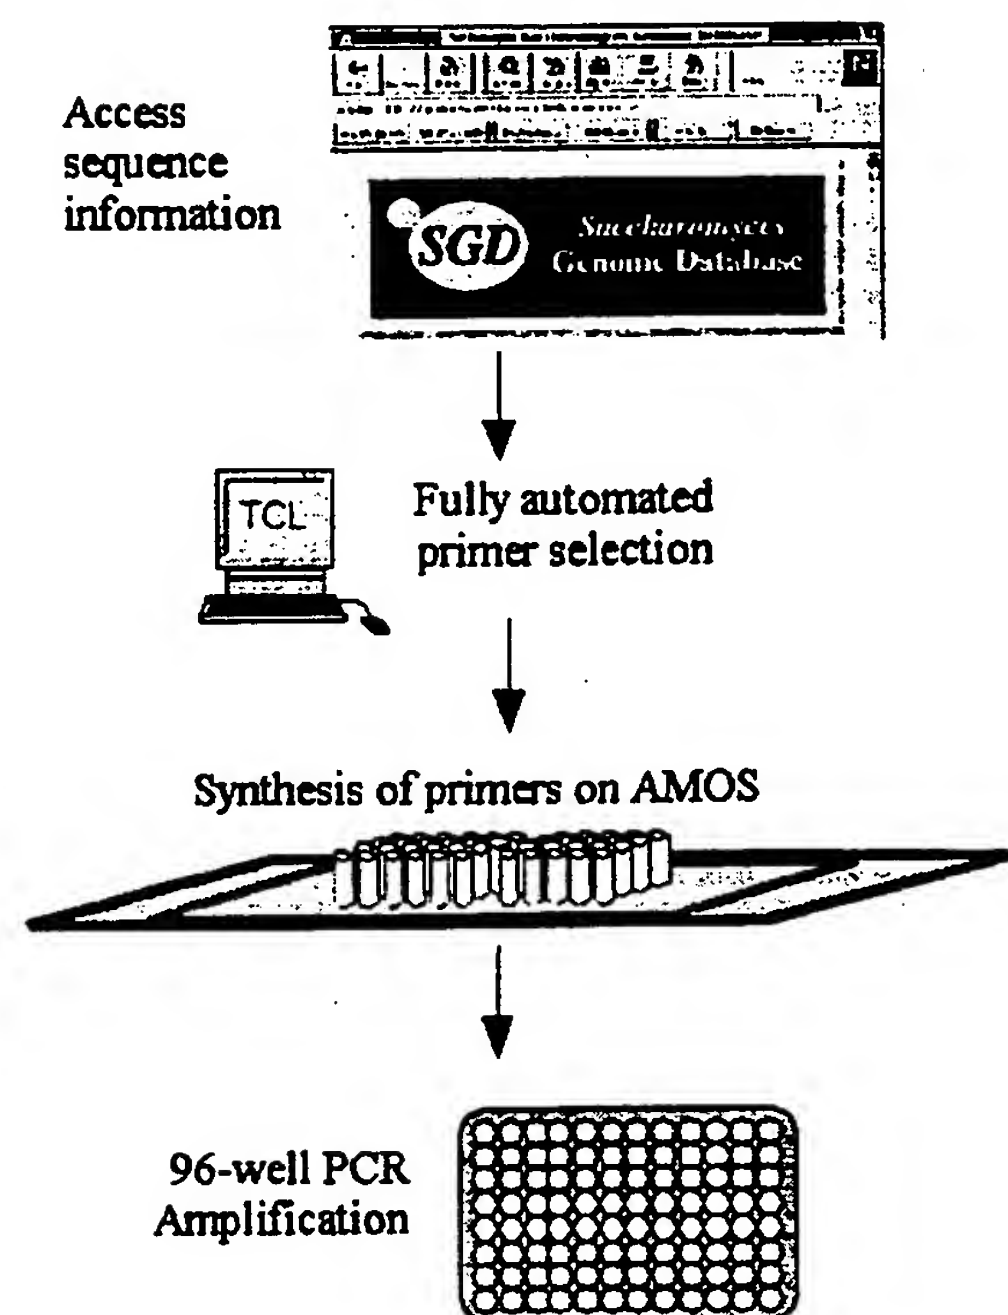 Access
sequence
information
SGD
Saccharomyces
Genome Database
TCL
Fully automated
primer selection
Synthesis of primers on AMOS
96-well PCR
Amplification